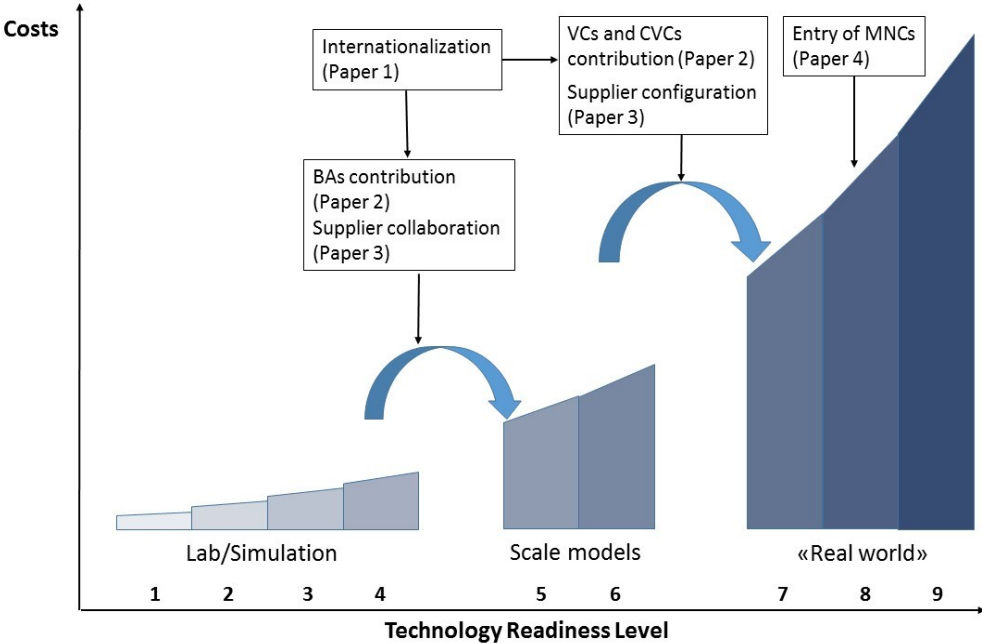 Costs
Internationalization
(Paper 1)
VCs and CVCs
contribution (Paper 2)
Supplier configuration
(Paper 3)
Entry of MNCs
(Paper 4)
BAs contribution
(Paper 2)
Supplier collaboration
(Paper 3)
Lab/Simulation
Scale models
«Real world»
1 2 3 4 5 6 7 8 9
Technology Readiness Level